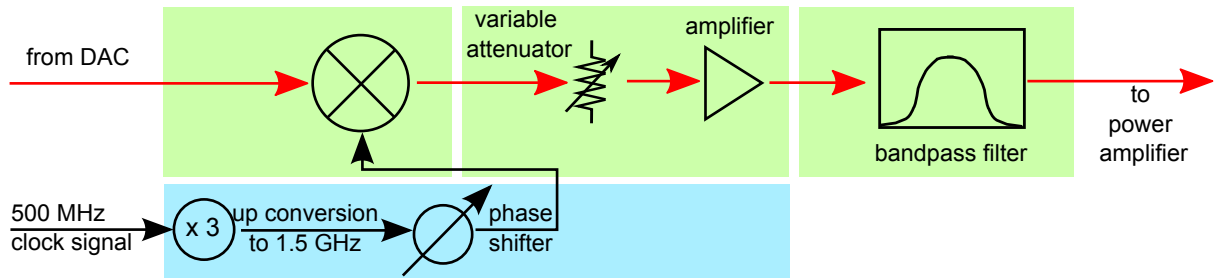 from DAC
variable
attenuator
amplifier
bandpass filter
to
power
amplifier
500 MHz
clock signal
x 3
up conversion
to 1.5 GHz
phase
shifter